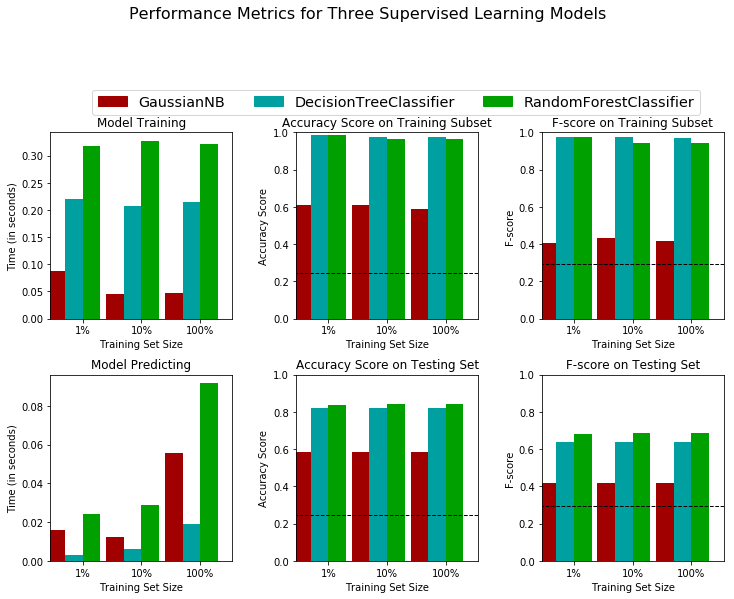 Performance Metrics for Three Supervised Learning Models
GaussianNB DecisionTreeClassifier RandomForestClassifier
Model Training
Time (in seconds)
0.30
0.25
0.20
0.15
0.10
0.05
0.00
1% 10% 100%
Training Set Size
Accuracy Score on Training Subset
Accuracy Score
1.0
0.8
0.6
0.4
0.2
0.0
1% 10% 100%
Training Set Size
F-score on Training Subset
F-score
1.0
0.8
0.6
0.4
0.2
0.0
1% 10% 100%
Training Set Size
Model Predicting
Time (in seconds)
0.08
0.06
0.04
0.02
0.00
1% 10% 100%
Training Set Size
Accuracy Score on Testing Set
Accuracy Score
1.0
0.8
0.6
0.4
0.2
0.0
1% 10% 100%
Training Set Size
F-score on Testing Set
F-score
1.0
0.8
0.6
0.4
0.2
0.0
1% 10% 100%
Training Set Size